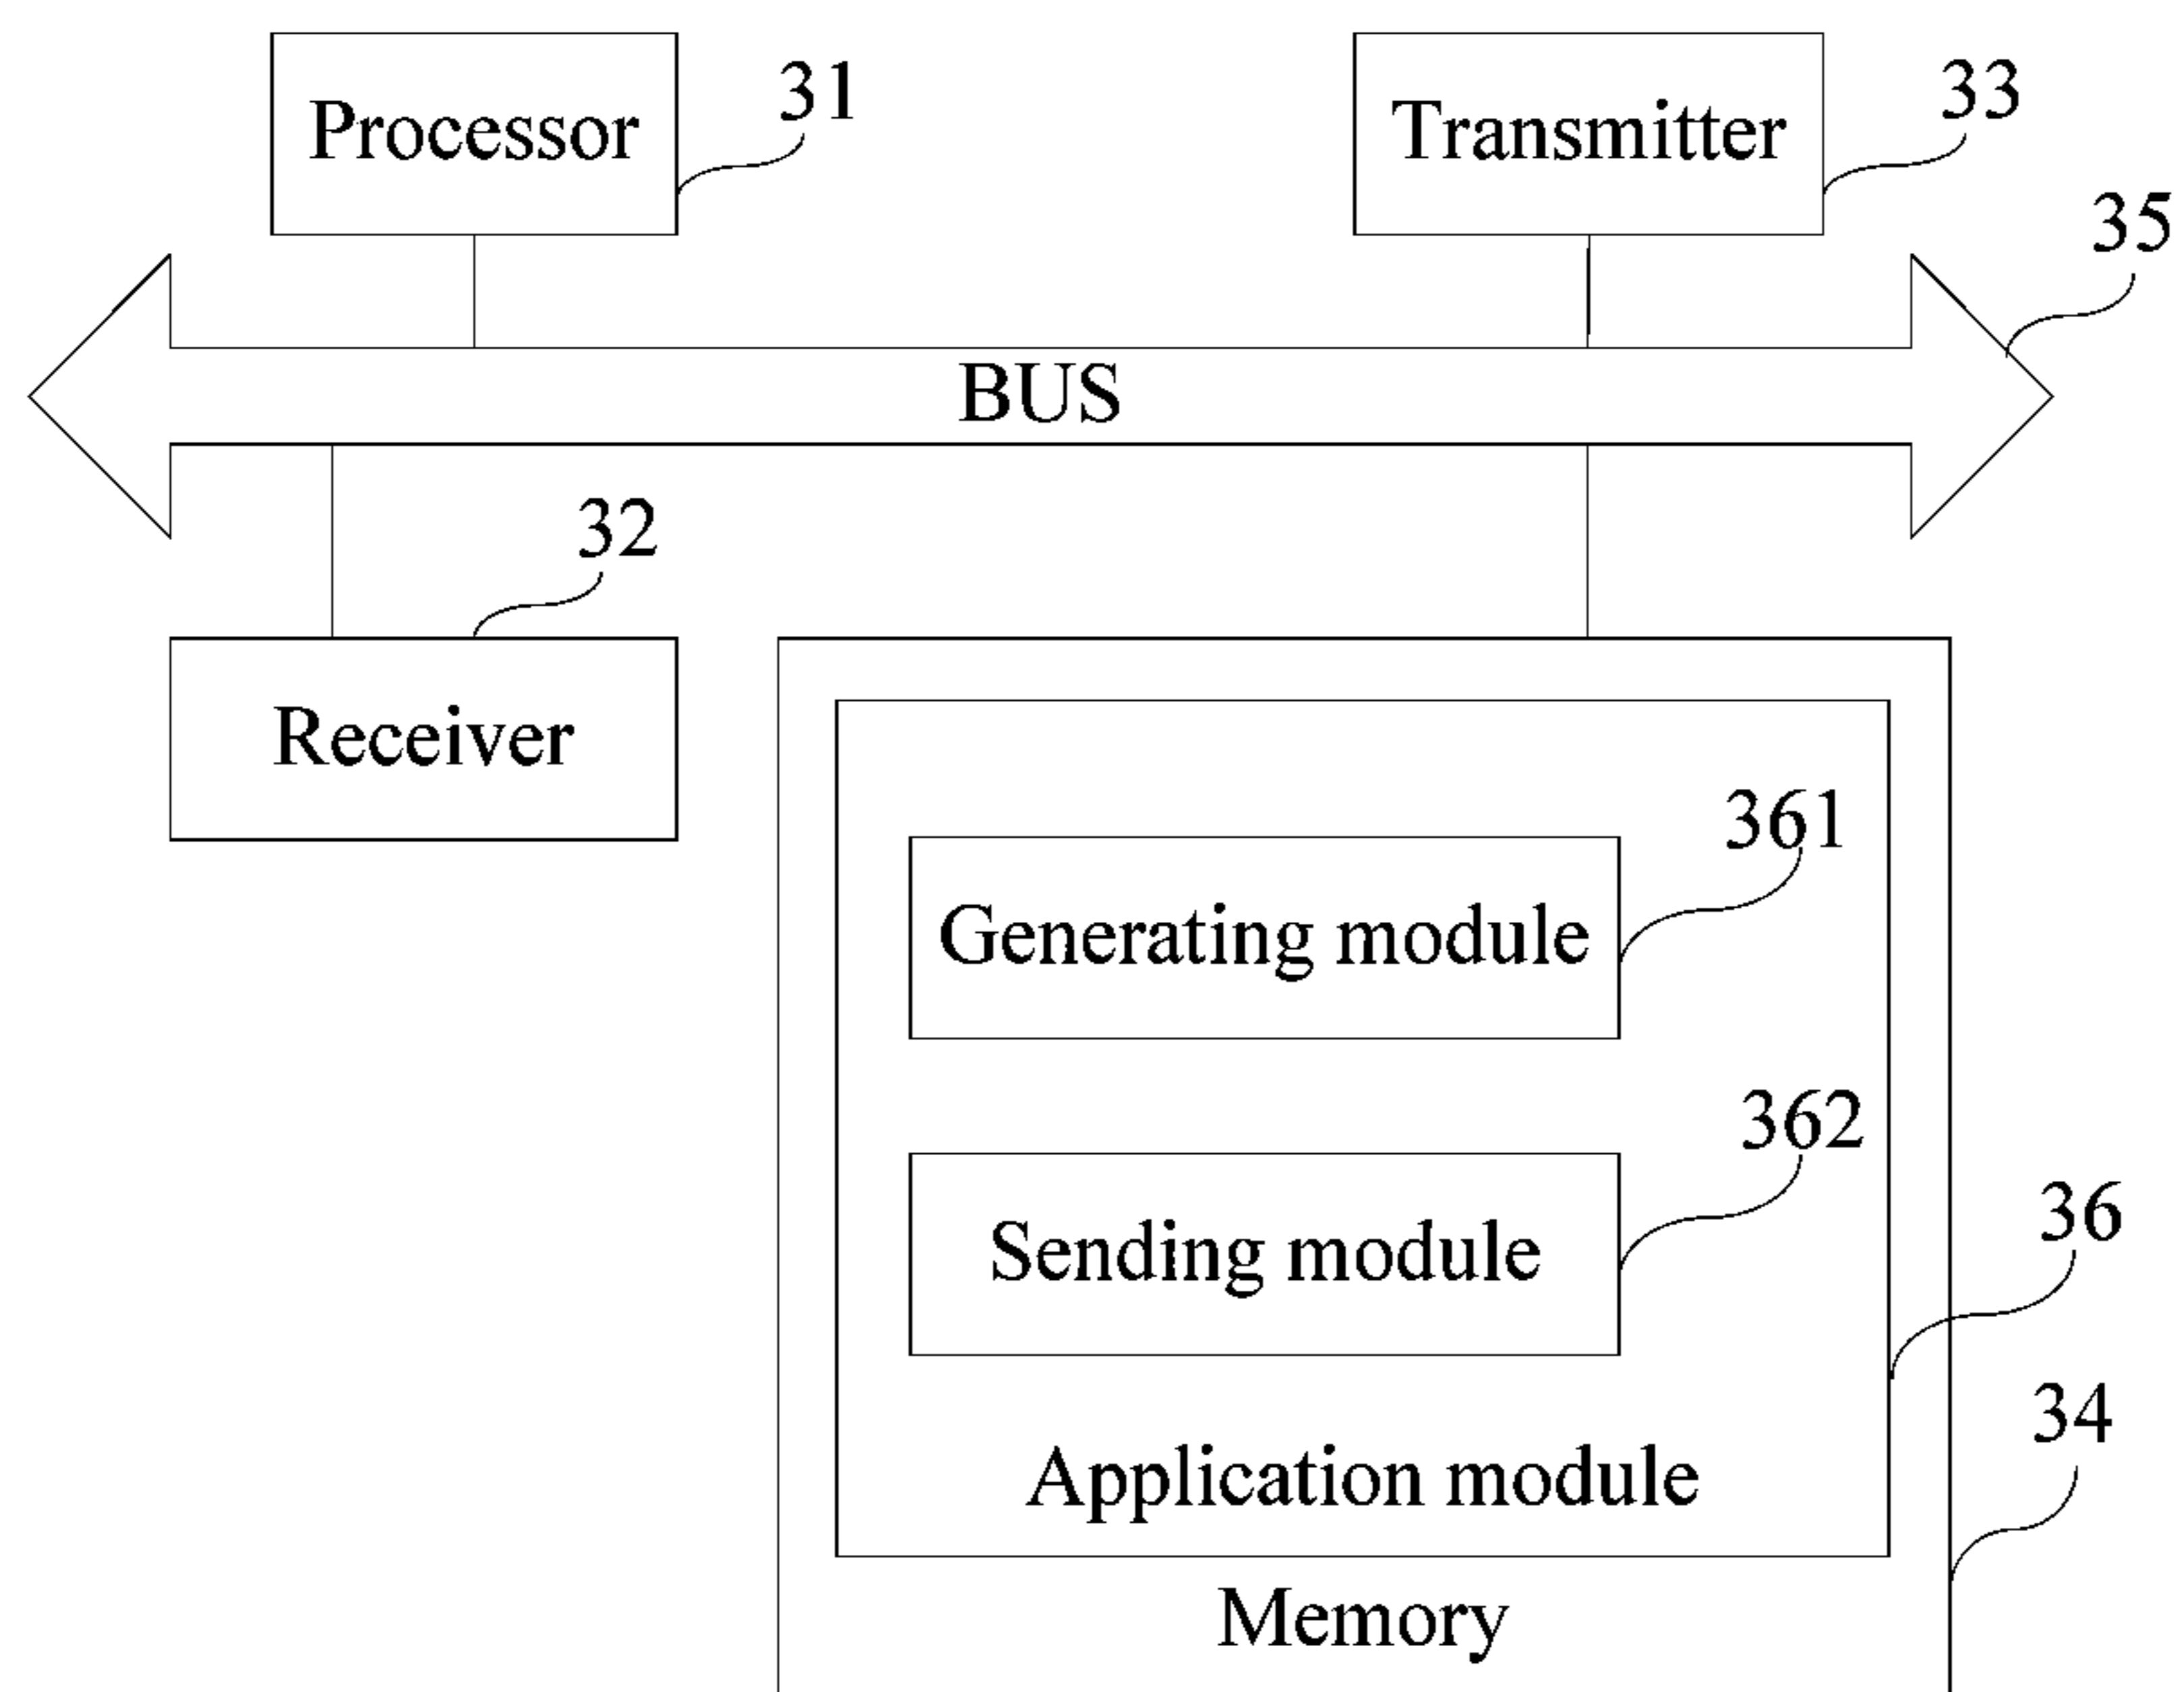 Processor
31
Transmitter
33
35
BUS
32
Receiver
361
Generating module
362
Sending module
36
34
Application module
Memory